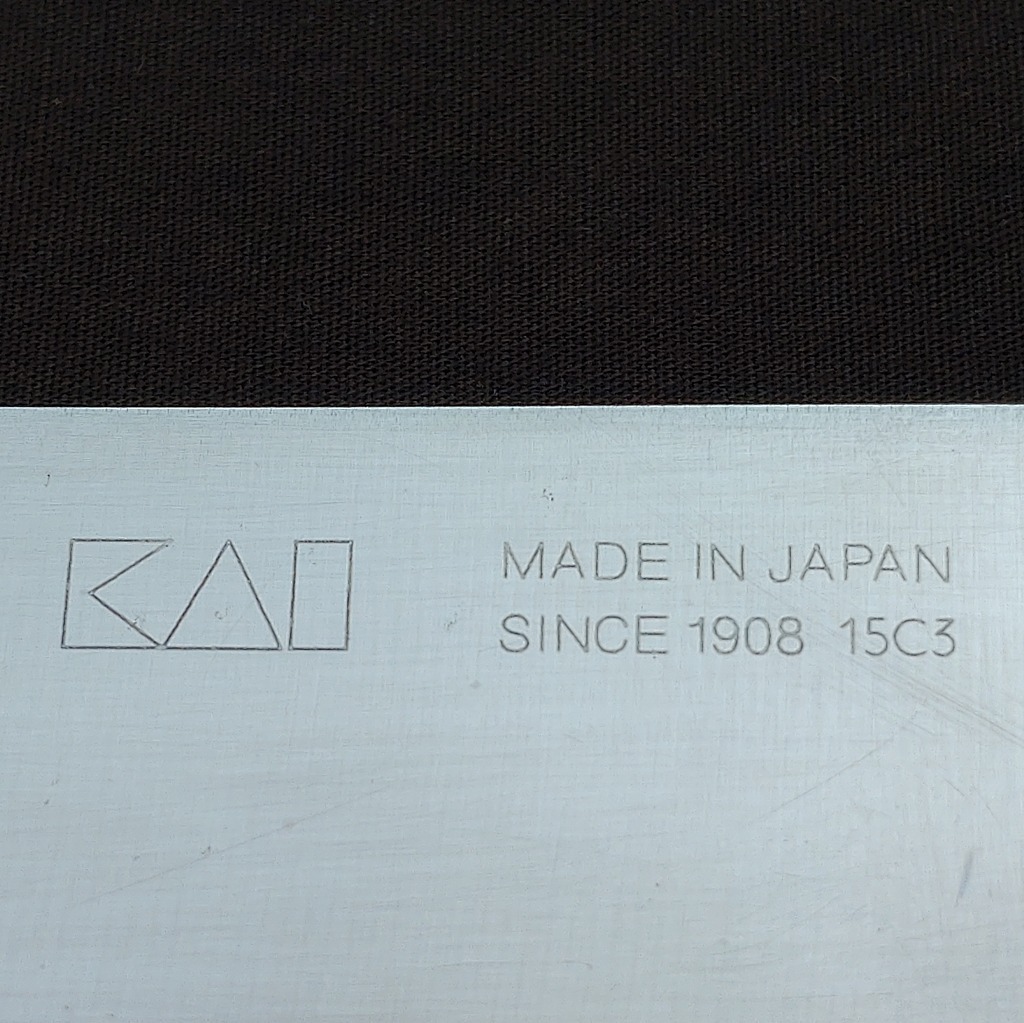 KAI
MADE IN JAPAN
SINCE 1908 15C3